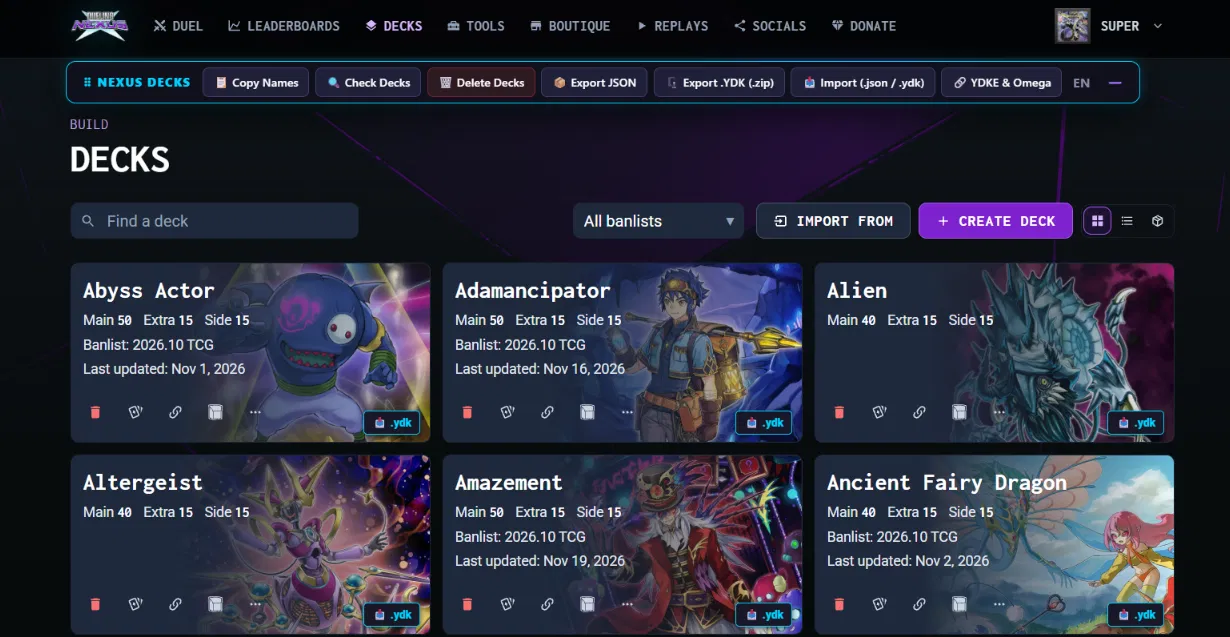 DUELING NEXUS
DUEL LEADERBOARDS DECKS TOOLS BOUTIQUE REPLAYS SOCIALS DONATE SUPER
NEXUS DECKS Copy Names Check Decks Delete Decks Export JSON Export .YDK (.zip) Import (.json / .ydk) YDKE & Omega EN
BUILD
DECKS
Find a deck All banlists IMPORT FROM + CREATE DECK
Abyss Actor
Main 50 Extra 15 Side 15
Banlist: 2026.10 TCG
Last updated: Nov 1, 2026
.ydk
Adamancipator
Main 50 Extra 15 Side 15
Banlist: 2026.10 TCG
Last updated: Nov 16, 2026
.ydk
Alien
Main 40 Extra 15 Side 15
.ydk
Altergeist
Main 40 Extra 15 Side 15
.ydk
Amazement
Main 50 Extra 15 Side 15
Banlist: 2026.10 TCG
Last updated: Nov 19, 2026
.ydk
Ancient Fairy Dragon
Main 40 Extra 15 Side 15
Banlist: 2026.10 TCG
Last updated: Nov 2, 2026
.ydk